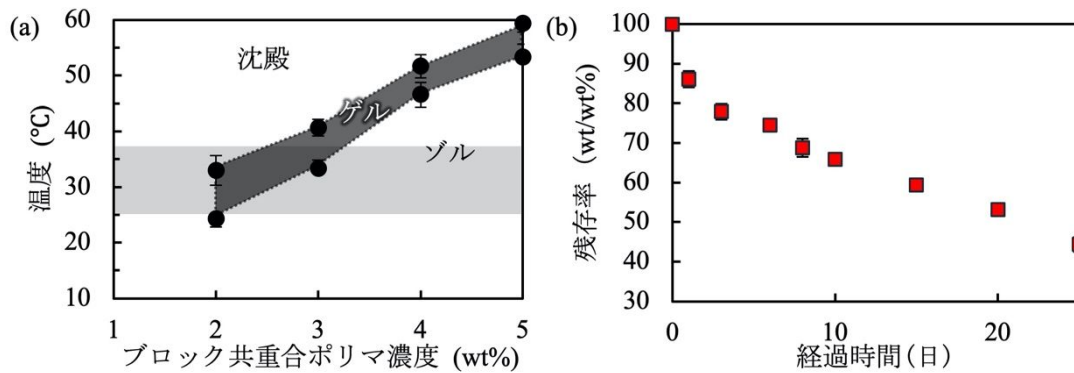 (a)
60
50
40
30
20
10
温度 (℃)
沈殿
ゲル
ゾル
1 2 3 4 5
ブロック共重合ポリマ濃度 (wt%)
(b)
100
90
80
70
60
50
40
30
残存率 (wt/wt%)
0 10 20
経過時間(日)